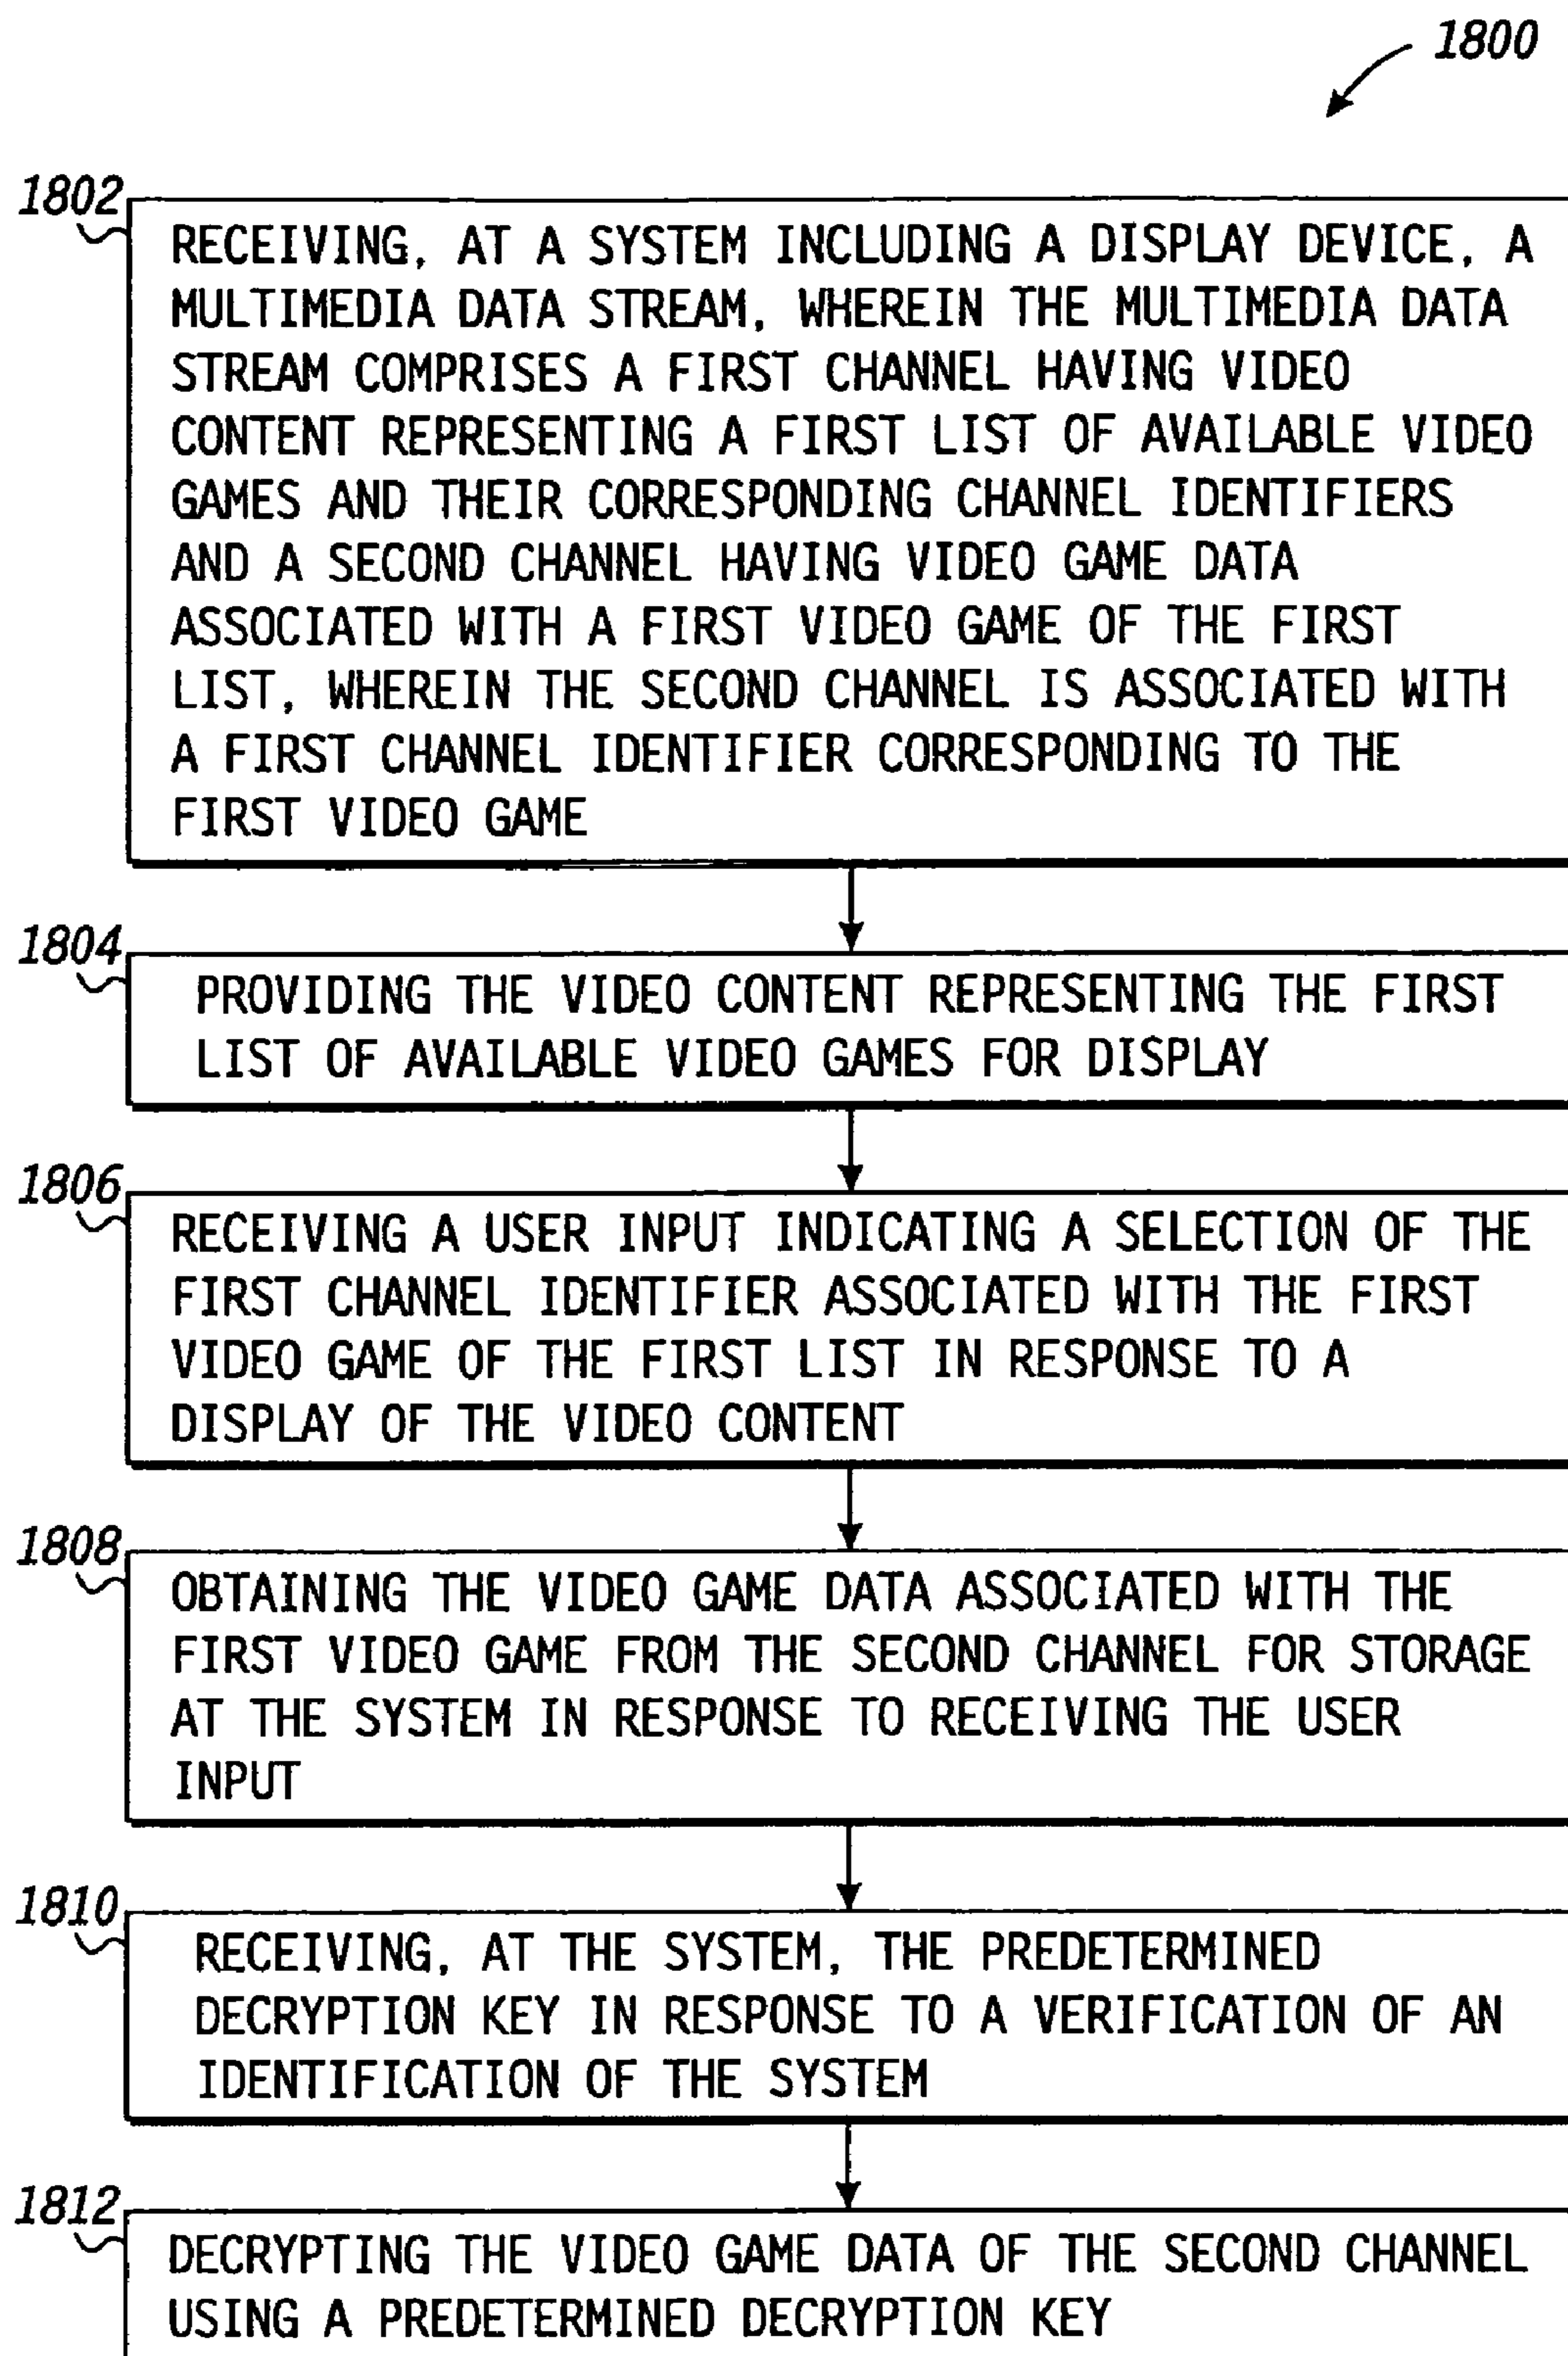 1800
1802
RECEIVING, AT A SYSTEM INCLUDING A DISPLAY DEVICE, A
MULTIMEDIA DATA STREAM, WHEREIN THE MULTIMEDIA DATA
STREAM COMPRISES A FIRST CHANNEL HAVING VIDEO
CONTENT REPRESENTING A FIRST LIST OF AVAILABLE VIDEO
GAMES AND THEIR CORRESPONDING CHANNEL IDENTIFIERS
AND A SECOND CHANNEL HAVING VIDEO GAME DATA
ASSOCIATED WITH A FIRST VIDEO GAME OF THE FIRST
LIST, WHEREIN THE SECOND CHANNEL IS ASSOCIATED WITH
A FIRST CHANNEL IDENTIFIER CORRESPONDING TO THE
FIRST VIDEO GAME
1804
PROVIDING THE VIDEO CONTENT REPRESENTING THE FIRST
LIST OF AVAILABLE VIDEO GAMES FOR DISPLAY
1806
RECEIVING A USER INPUT INDICATING A SELECTION OF THE
FIRST CHANNEL IDENTIFIER ASSOCIATED WITH THE FIRST
VIDEO GAME OF THE FIRST LIST IN RESPONSE TO A
DISPLAY OF THE VIDEO CONTENT
1808
OBTAINING THE VIDEO GAME DATA ASSOCIATED WITH THE
FIRST VIDEO GAME FROM THE SECOND CHANNEL FOR STORAGE
AT THE SYSTEM IN RESPONSE TO RECEIVING THE USER
INPUT
1810
RECEIVING, AT THE SYSTEM, THE PREDETERMINED
DECRYPTION KEY IN RESPONSE TO A VERIFICATION OF AN
IDENTIFICATION OF THE SYSTEM
1812
DECRYPTING THE VIDEO GAME DATA OF THE SECOND CHANNEL
USING A PREDETERMINED DECRYPTION KEY